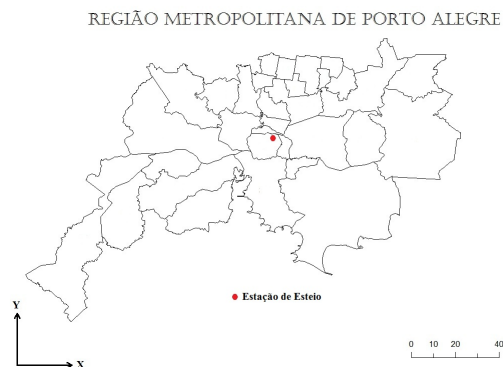 REGIÃO METROPOLITANA DE PORTO ALEGRE
Estação de Esteio
Y
X
0 10 20 40